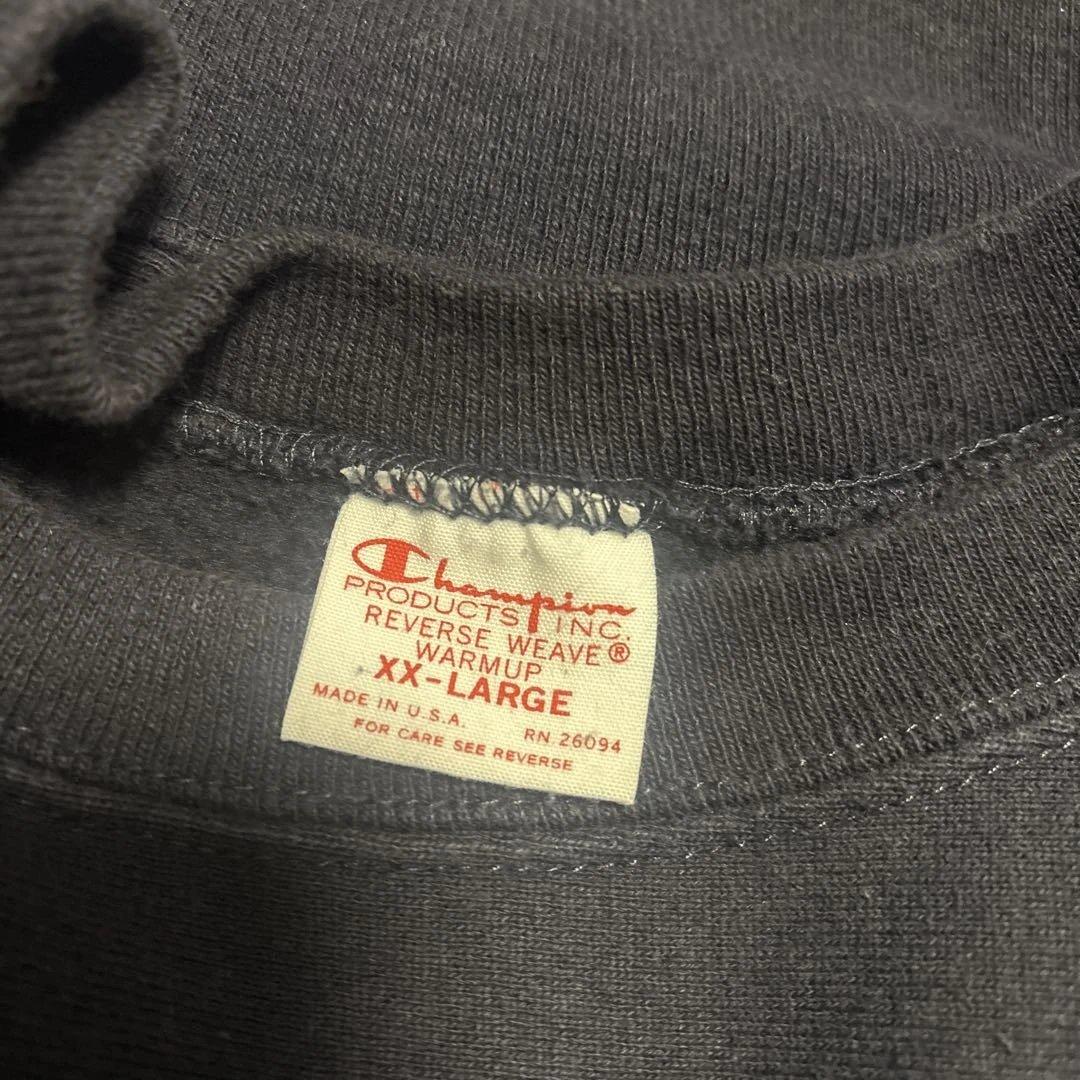 Champion
PRODUCTS INC.
REVERSE WEAVE®
WARMUP
XX-LARGE
MADE IN U.S.A. RN 26094
FOR CARE SEE REVERSE